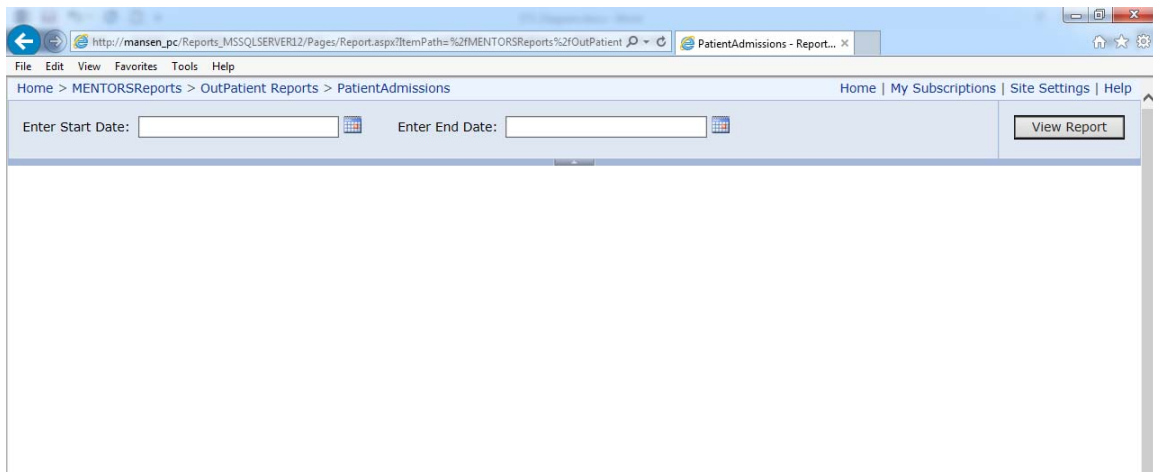 http://mansen_pc/Reports_MSSQLSERVER12/Pages/Report.aspx?ItemPath=%2fMENTORSReports%2fOutPatient PatientAdmissions - Report...
File Edit View Favorites Tools Help
Home > MENTORSReports > OutPatient Reports > PatientAdmissions Home | My Subscriptions | Site Settings | Help
Enter Start Date: Enter End Date: View Report